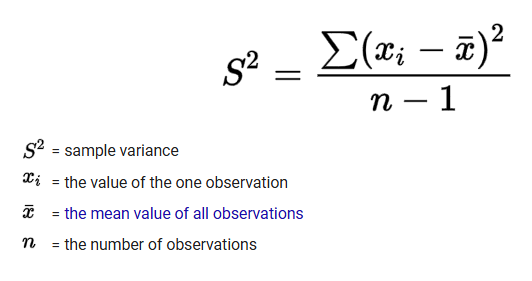 S² = ∑(xᵢ − x̄)² / n − 1
S² = sample variance
xᵢ = the value of the one observation
x̄ = the mean value of all observations
n = the number of observations